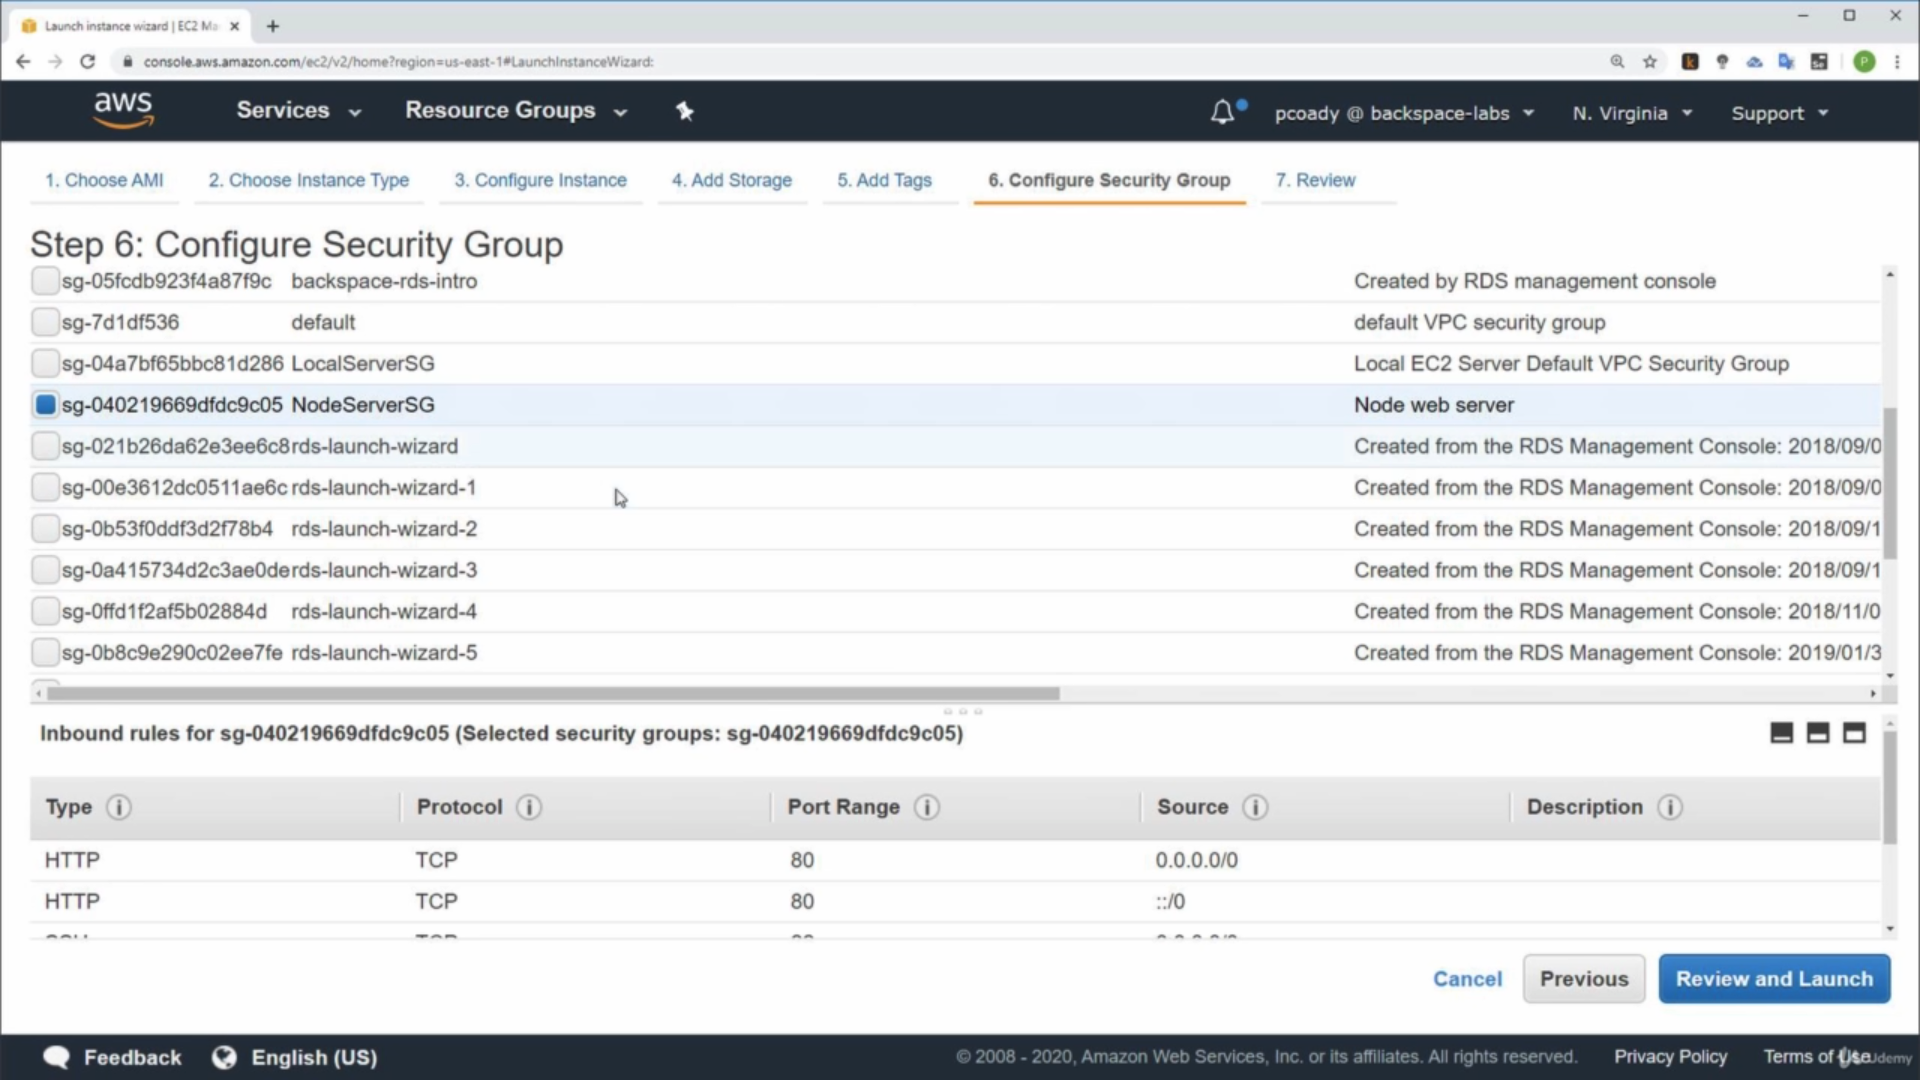 Launch instance wizard | EC2 Ma
console.aws.amazon.com/ec2/v2/home?region=us-east-1#LaunchInstanceWizard:
aws Services Resource Groups pcoady @ backspace-labs N. Virginia Support
1. Choose AMI 2. Choose Instance Type 3. Configure Instance 4. Add Storage 5. Add Tags 6. Configure Security Group 7. Review
Step 6: Configure Security Group
sg-05fcdb923f4a87f9c backspace-rds-intro Created by RDS management console
sg-7d1df536 default default VPC security group
sg-04a7bf65bbc81d286 LocalServerSG Local EC2 Server Default VPC Security Group
sg-040219669dfdc9c05 NodeServerSG Node web server
sg-021b26da62e3ee6c8 rds-launch-wizard Created from the RDS Management Console: 2018/09/0
sg-00e3612dc0511ae6c rds-launch-wizard-1 Created from the RDS Management Console: 2018/09/0
sg-0b53f0ddf3d2f78b4 rds-launch-wizard-2 Created from the RDS Management Console: 2018/09/1
sg-0a415734d2c3ae0de rds-launch-wizard-3 Created from the RDS Management Console: 2018/09/1
sg-0ffd1f2af5b02884d rds-launch-wizard-4 Created from the RDS Management Console: 2018/11/0
sg-0b8c9e290c02ee7fe rds-launch-wizard-5 Created from the RDS Management Console: 2019/01/3
Inbound rules for sg-040219669dfdc9c05 (Selected security groups: sg-040219669dfdc9c05)
Type Protocol Port Range Source Description
HTTP TCP 80 0.0.0.0/0
HTTP TCP 80 ::/0
Cancel Previous Review and Launch
Feedback English (US) © 2008 - 2020, Amazon Web Services, Inc. or its affiliates. All rights reserved. Privacy Policy Terms of Use